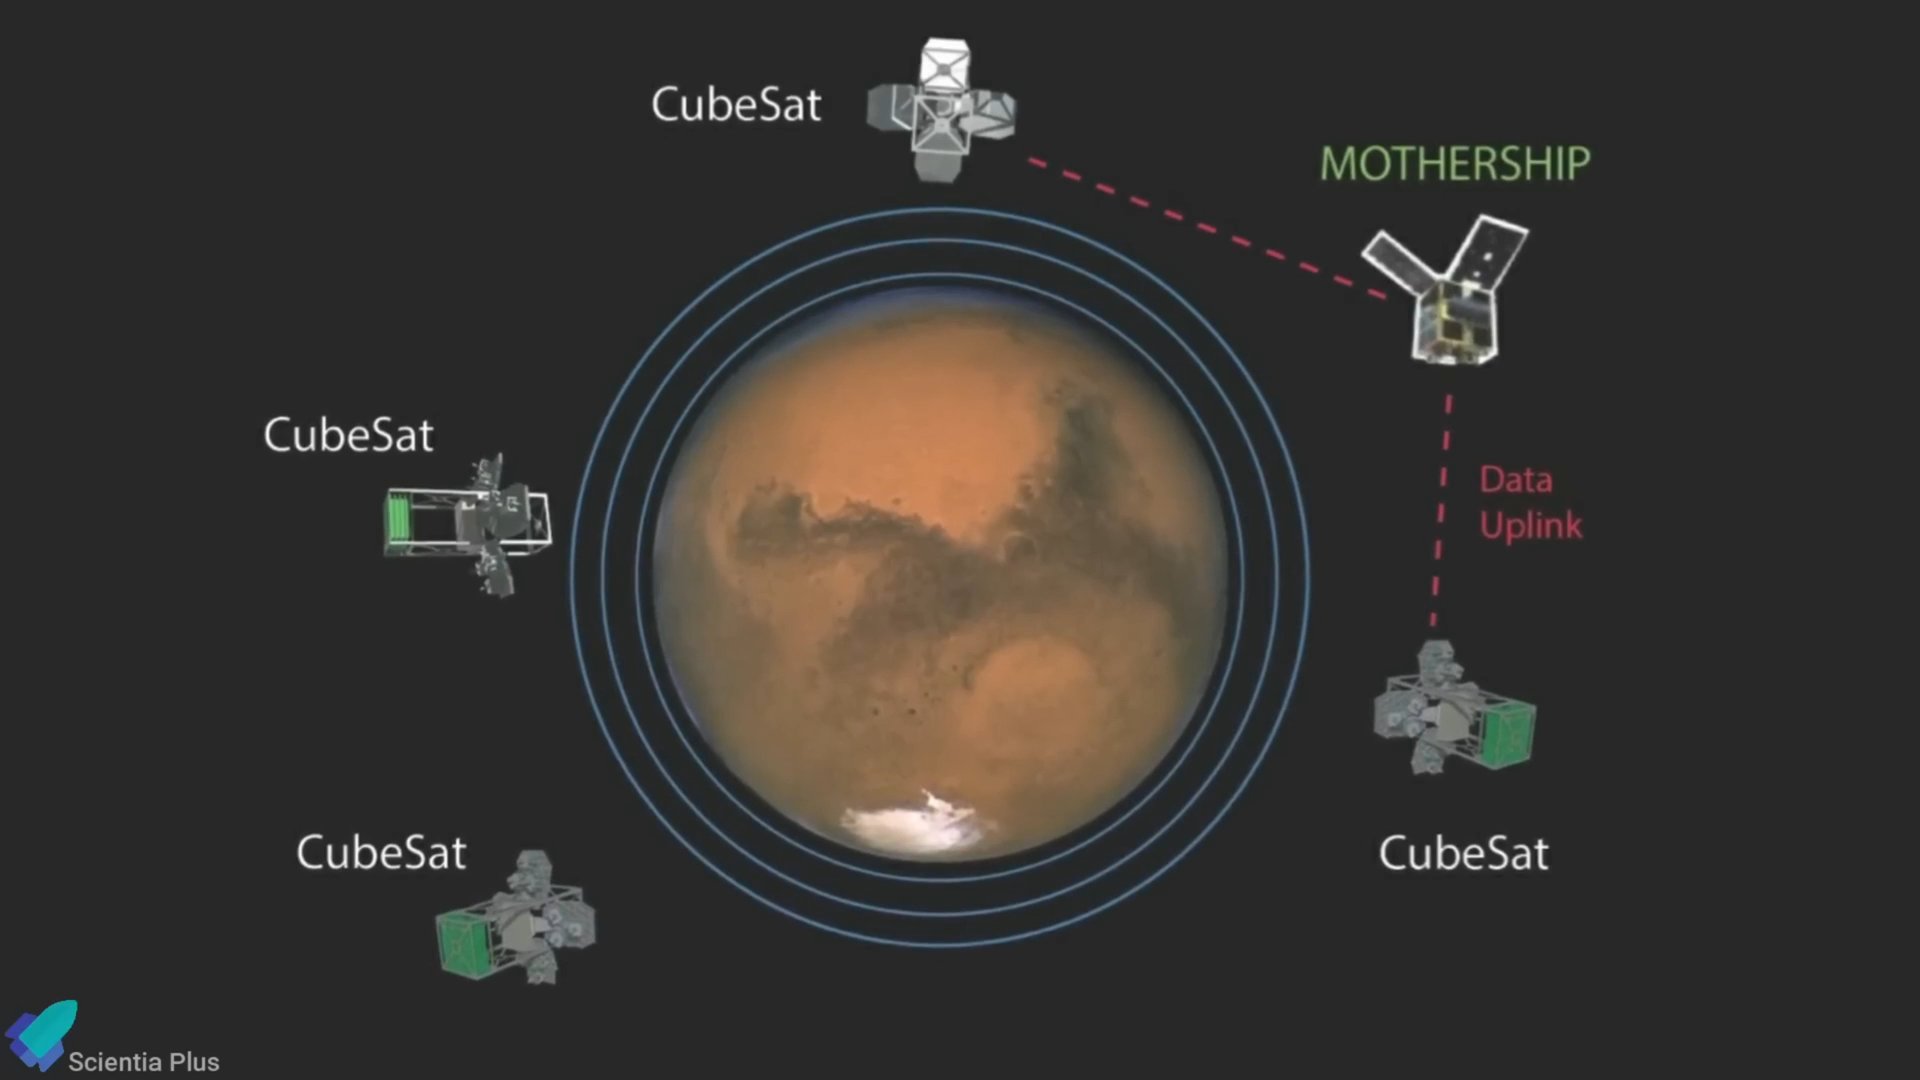 CubeSat
MOTHERSHIP
CubeSat
Data
Uplink
CubeSat
CubeSat
Scientia Plus